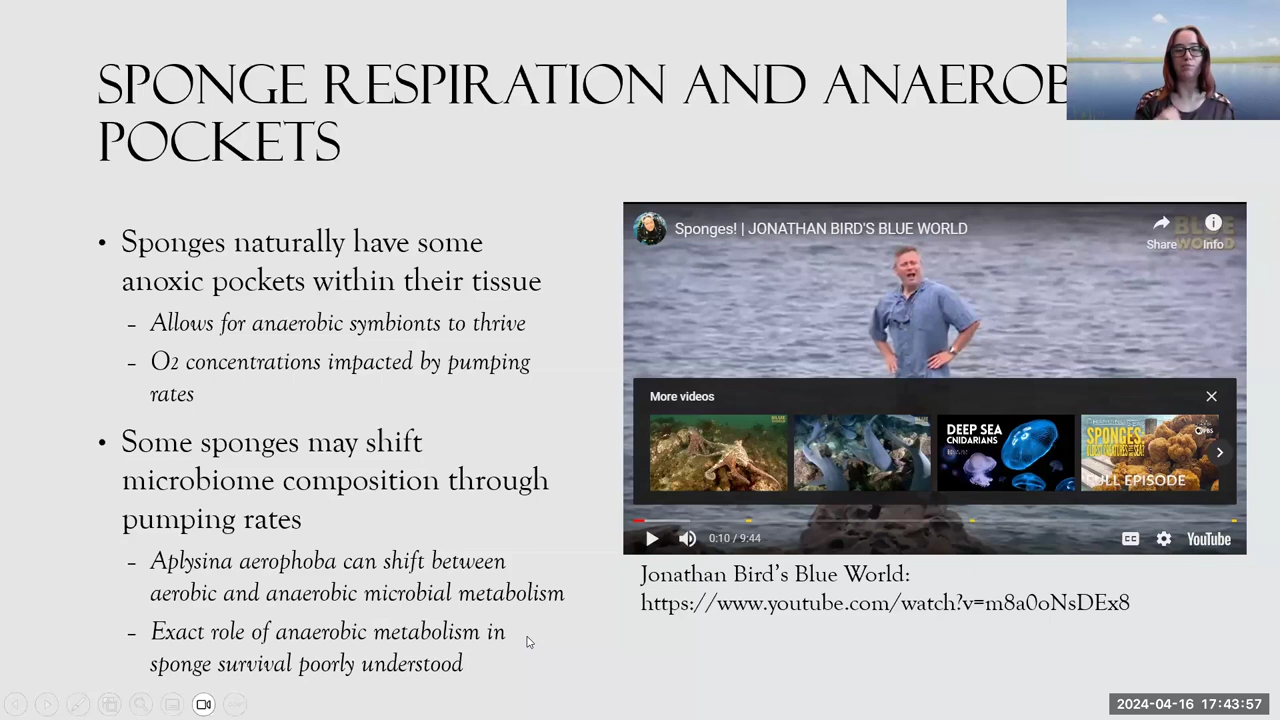 SPONGE RESPIRATION AND ANAEROB
POCKETS
• Sponges naturally have some
anoxic pockets within their tissue
– Allows for anaerobic symbionts to thrive
– O2 concentrations impacted by pumping
rates
• Some sponges may shift
microbiome composition through
pumping rates
– Aplysina aerophoba can shift between
aerobic and anaerobic microbial metabolism
– Exact role of anaerobic metabolism in
sponge survival poorly understood
Sponges! | JONATHAN BIRD'S BLUE WORLD
BLUE
WORLD
Share
Info
More videos
DEEP SEA
CNIDARIANS
SPONGES:
PBS
FULL EPISODE
0:10 / 9:44
CC
YouTube
Jonathan Bird's Blue World:
https://www.youtube.com/watch?v=m8a0oNsDEx8
2024-04-16 17:43:57